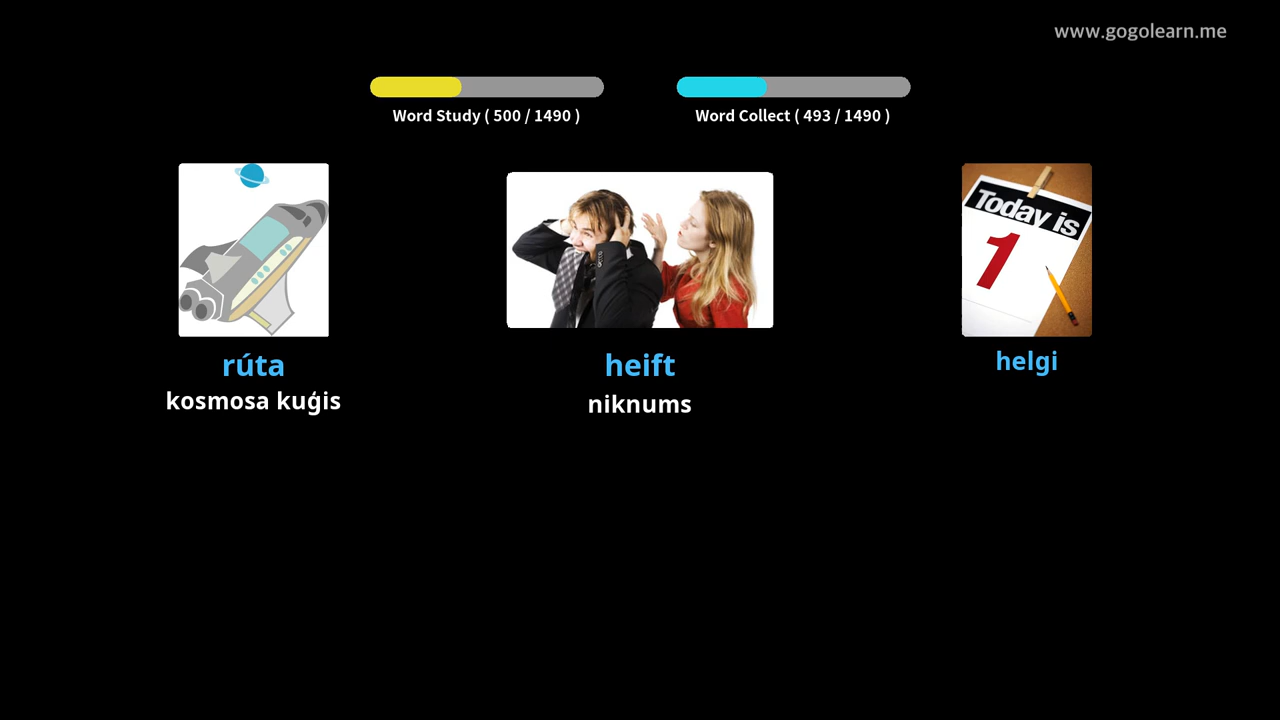 www.gogolearn.me
Word Study ( 500 / 1490 )
Word Collect ( 493 / 1490 )
Today is
1
rúta
kosmosa kuģis
heift
niknums
helgi